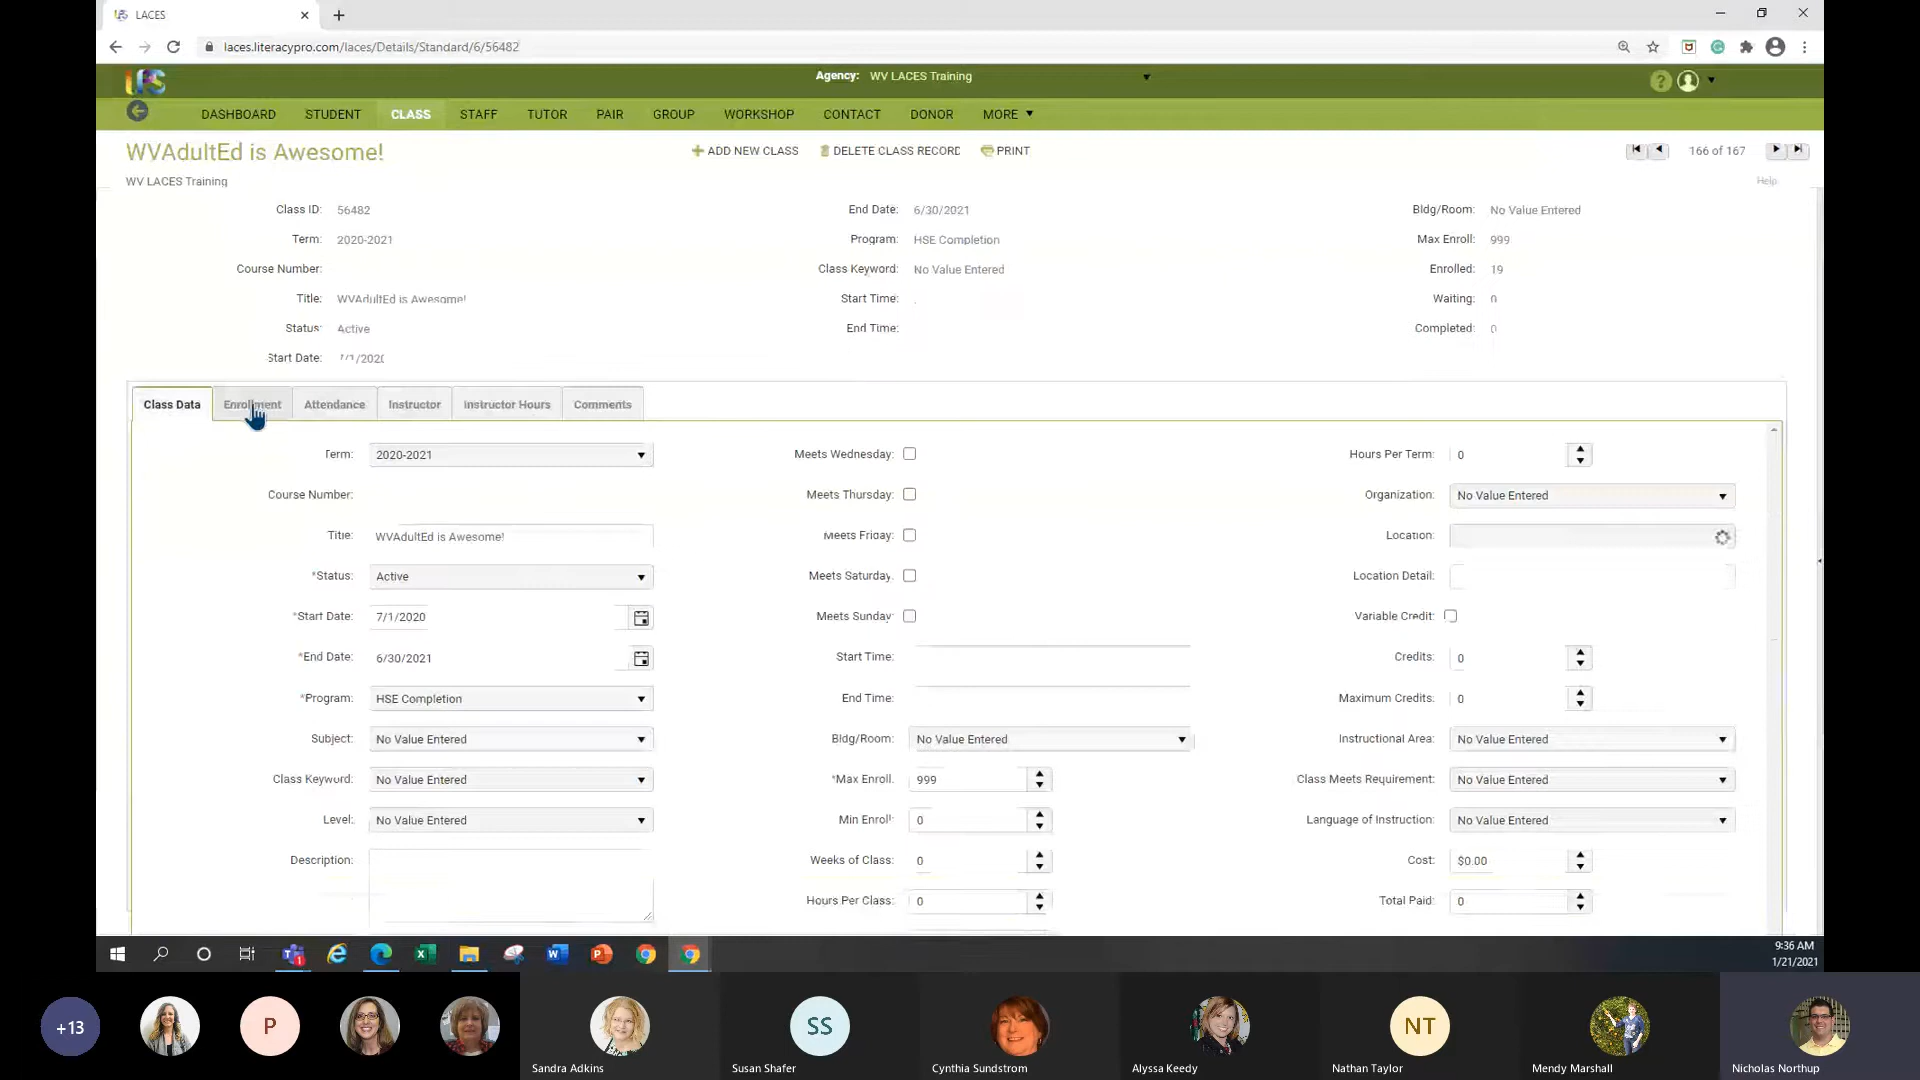 LACES
laces.literacypro.com/laces/Details/Standard/6/56482
LFS
Agency: WV LACES Training
DASHBOARD STUDENT CLASS STAFF TUTOR PAIR GROUP WORKSHOP CONTACT DONOR MORE
WVAdultEd is Awesome!
ADD NEW CLASS DELETE CLASS RECORD PRINT
166 of 167
WV LACES Training
Help
Class ID: 56482
End Date: 6/30/2021
Bldg/Room: No Value Entered
Term: 2020-2021
Program: HSE Completion
Max Enroll: 999
Course Number:
Class Keyword: No Value Entered
Enrolled: 19
Title: WVAdultEd is Awesome!
Start Time:
Waiting: 0
Status: Active
End Time:
Completed: 0
Start Date: 7/1/2020
Class Data Enrollment Attendance Instructor Instructor Hours Comments
Term: 2020-2021
Meets Wednesday:
Hours Per Term: 0
Course Number:
Meets Thursday:
Organization: No Value Entered
Title: WVAdultEd is Awesome!
Meets Friday:
Location:
*Status: Active
Meets Saturday:
Location Detail:
*Start Date: 7/1/2020
Meets Sunday:
Variable Credit:
*End Date: 6/30/2021
Start Time:
Credits: 0
*Program: HSE Completion
End Time:
Maximum Credits: 0
Subject: No Value Entered
Bldg/Room: No Value Entered
Instructional Area: No Value Entered
Class Keyword: No Value Entered
*Max Enroll: 999
Class Meets Requirement: No Value Entered
Level: No Value Entered
Min Enroll: 0
Language of Instruction: No Value Entered
Description:
Weeks of Class: 0
Cost: $0.00
Hours Per Class: 0
Total Paid: 0
9:36 AM
1/21/2021
+13
P
SS
NT
Sandra Adkins
Susan Shafer
Cynthia Sundstrom
Alyssa Keedy
Nathan Taylor
Mendy Marshall
Nicholas Northup